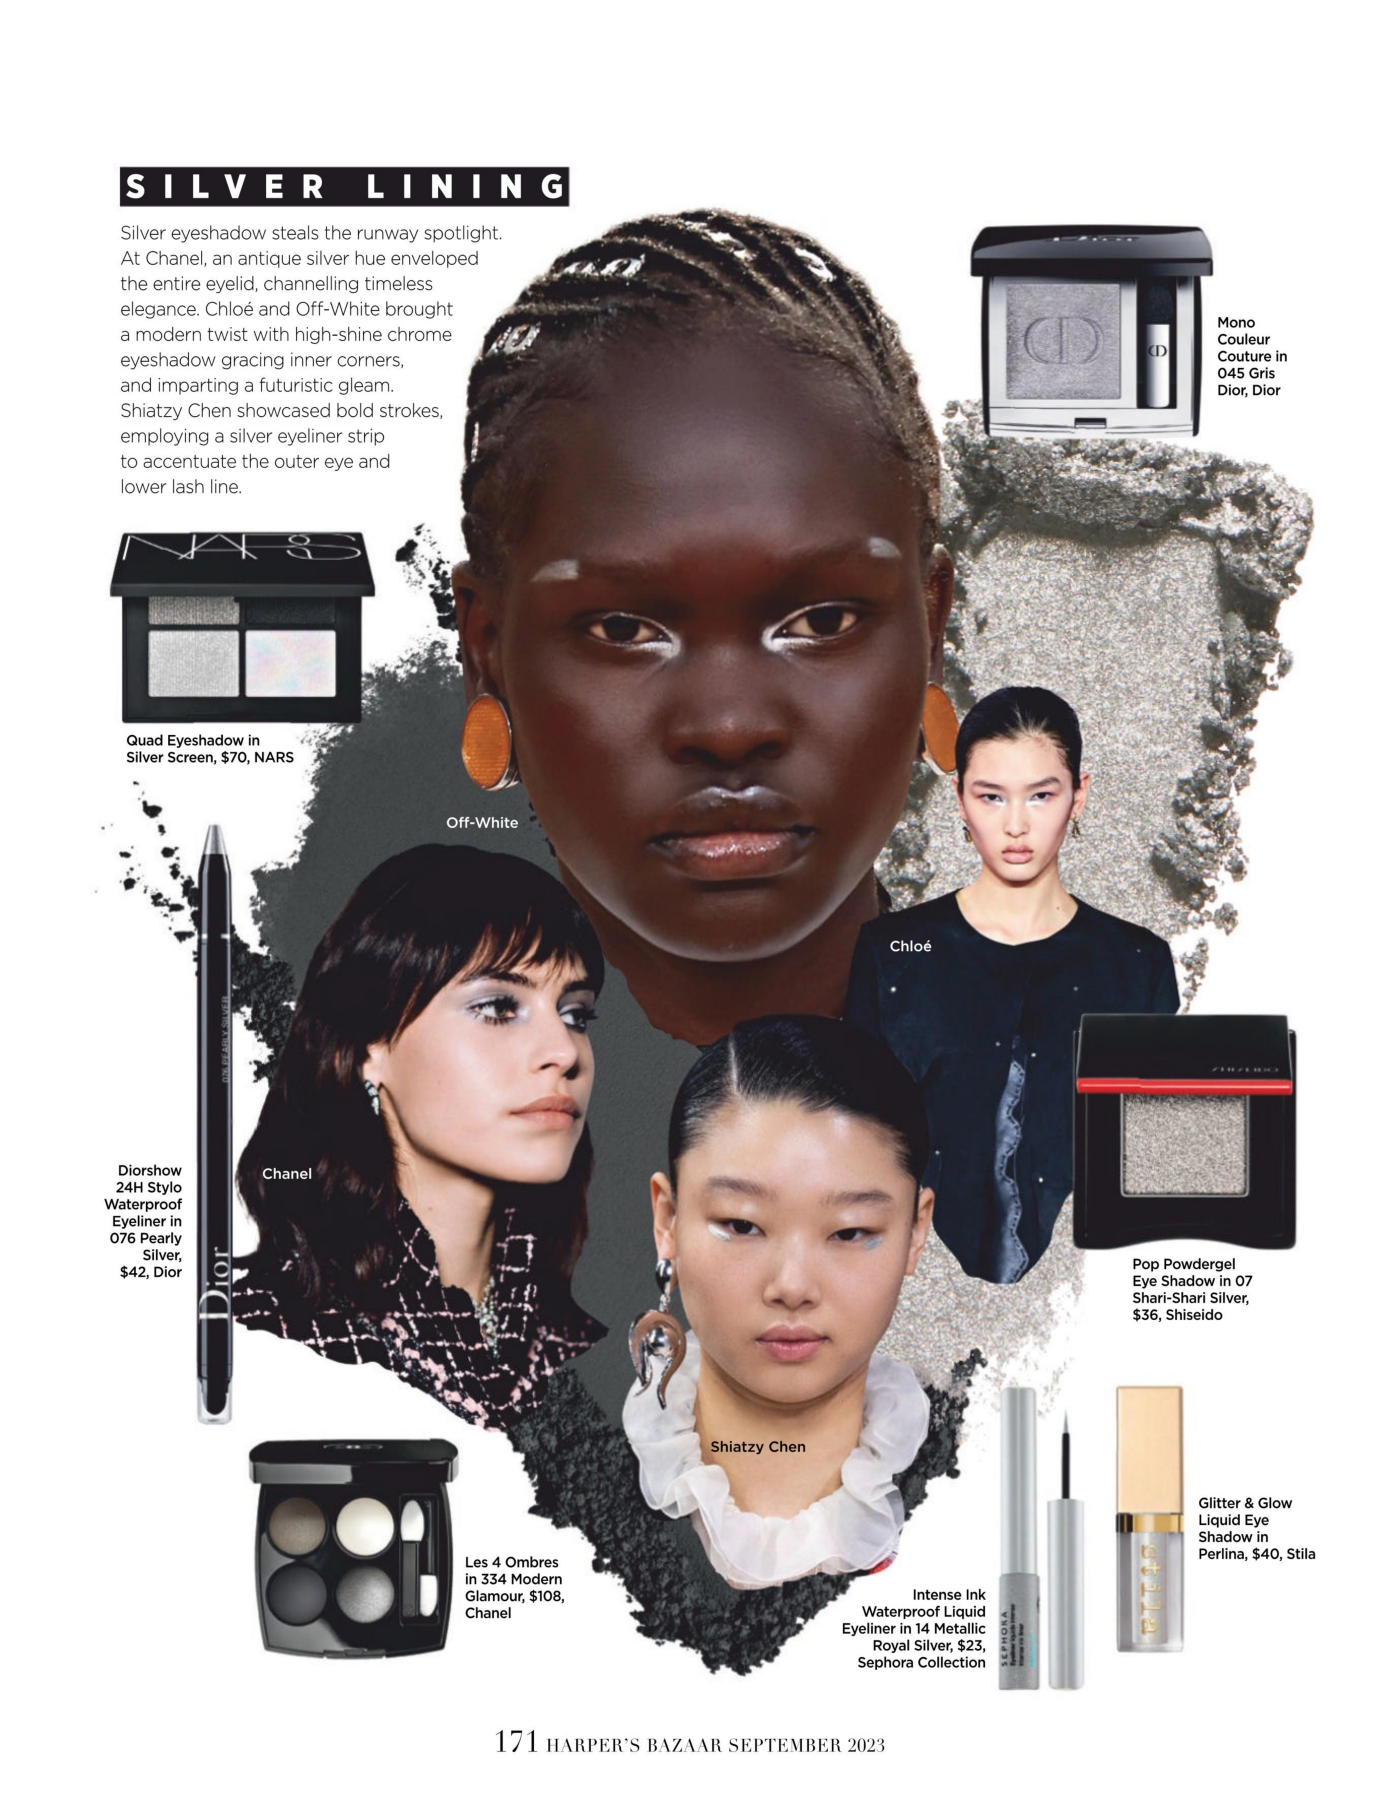 SILVER LINING
Silver eyeshadow steals the runway spotlight.
At Chanel, an antique silver hue enveloped
the entire eyelid, channelling timeless
elegance. Chloé and Off-White brought
a modern twist with high-shine chrome
eyeshadow gracing inner corners,
and imparting a futuristic gleam.
Shiatzy Chen showcased bold strokes,
employing a silver eyeliner strip
to accentuate the outer eye and
lower lash line.
Dior
CD
CD
Mono
Couleur
Couture in
045 Gris
Dior, Dior
NARS
Quad Eyeshadow in
Silver Screen, $70, NARS
Off-White
Chloé
Chanel
076 PEARLY SILVER
Dior
Diorshow
24H Stylo
Waterproof
Eyeliner in
076 Pearly
Silver,
$42, Dior
SHISEIDO
Pop Powdergel
Eye Shadow in 07
Shari-Shari Silver,
$36, Shiseido
Shiatzy Chen
Les 4 Ombres
in 334 Modern
Glamour, $108,
Chanel
Intense Ink
Waterproof Liquid
Eyeliner in 14 Metallic
Royal Silver, $23,
Sephora Collection
SEPHORA
stila
Glitter & Glow
Liquid Eye
Shadow in
Perlina, $40, Stila
171 HARPER'S BAZAAR SEPTEMBER 2023